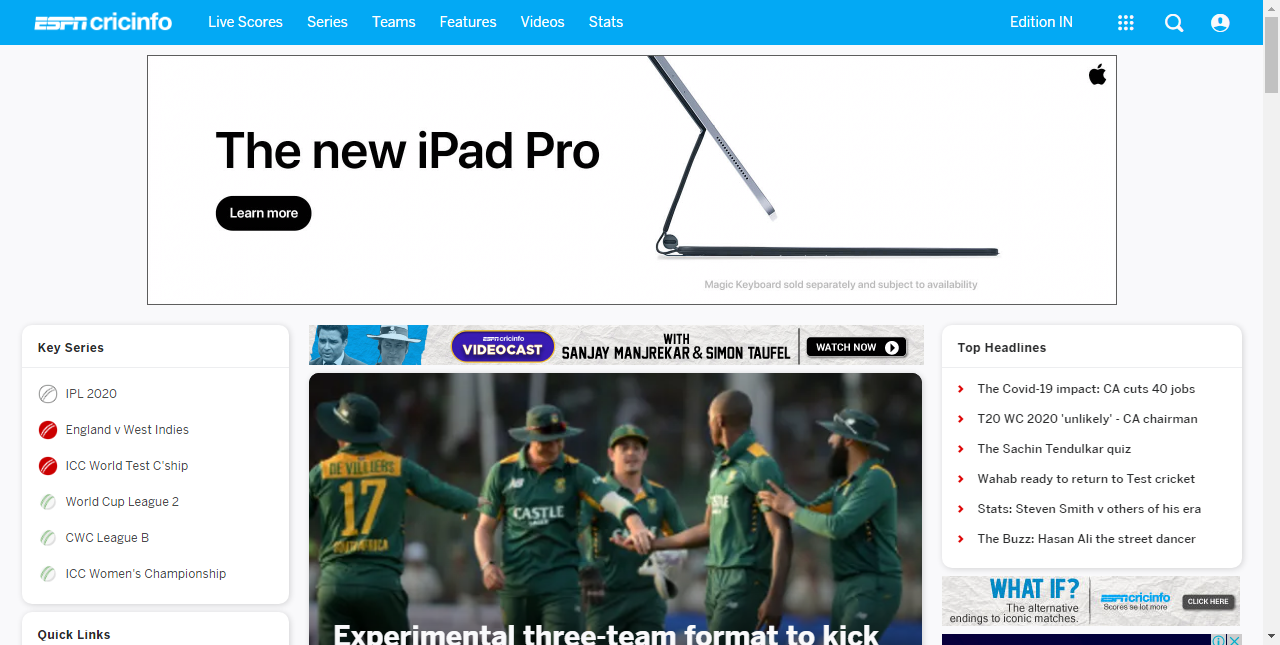 ESPN cricinfo
Live Scores
Series
Teams
Features
Videos
Stats
Edition IN
The new iPad Pro
Learn more
Magic Keyboard sold separately and subject to availability
Key Series
IPL 2020
England v West Indies
ICC World Test C'ship
World Cup League 2
CWC League B
ICC Women's Championship
Quick Links
ESPN cricinfo
VIDEOCAST
WITH
SANJAY MANJREKAR & SIMON TAUFEL
WATCH NOW
DE VILLIERS
17
SOUTH AFRICA
CASTLE
CASTLE
Experimental three-team format to kick
Top Headlines
The Covid-19 impact: CA cuts 40 jobs
T20 WC 2020 'unlikely' - CA chairman
The Sachin Tendulkar quiz
Wahab ready to return to Test cricket
Stats: Steven Smith v others of his era
The Buzz: Hasan Ali the street dancer
WHAT IF?
The alternative
endings to iconic matches.
ESPN cricinfo
CLICK HERE